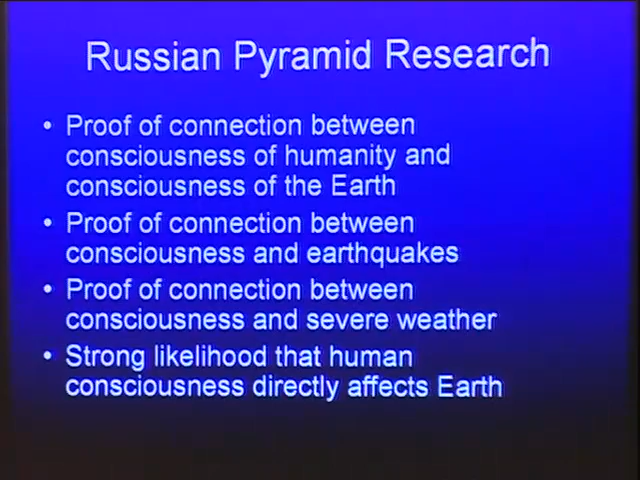 Russian Pyramid Research
• Proof of connection between
consciousness of humanity and
consciousness of the Earth
• Proof of connection between
consciousness and earthquakes
• Proof of connection between
consciousness and severe weather
• Strong likelihood that human
consciousness directly affects Earth